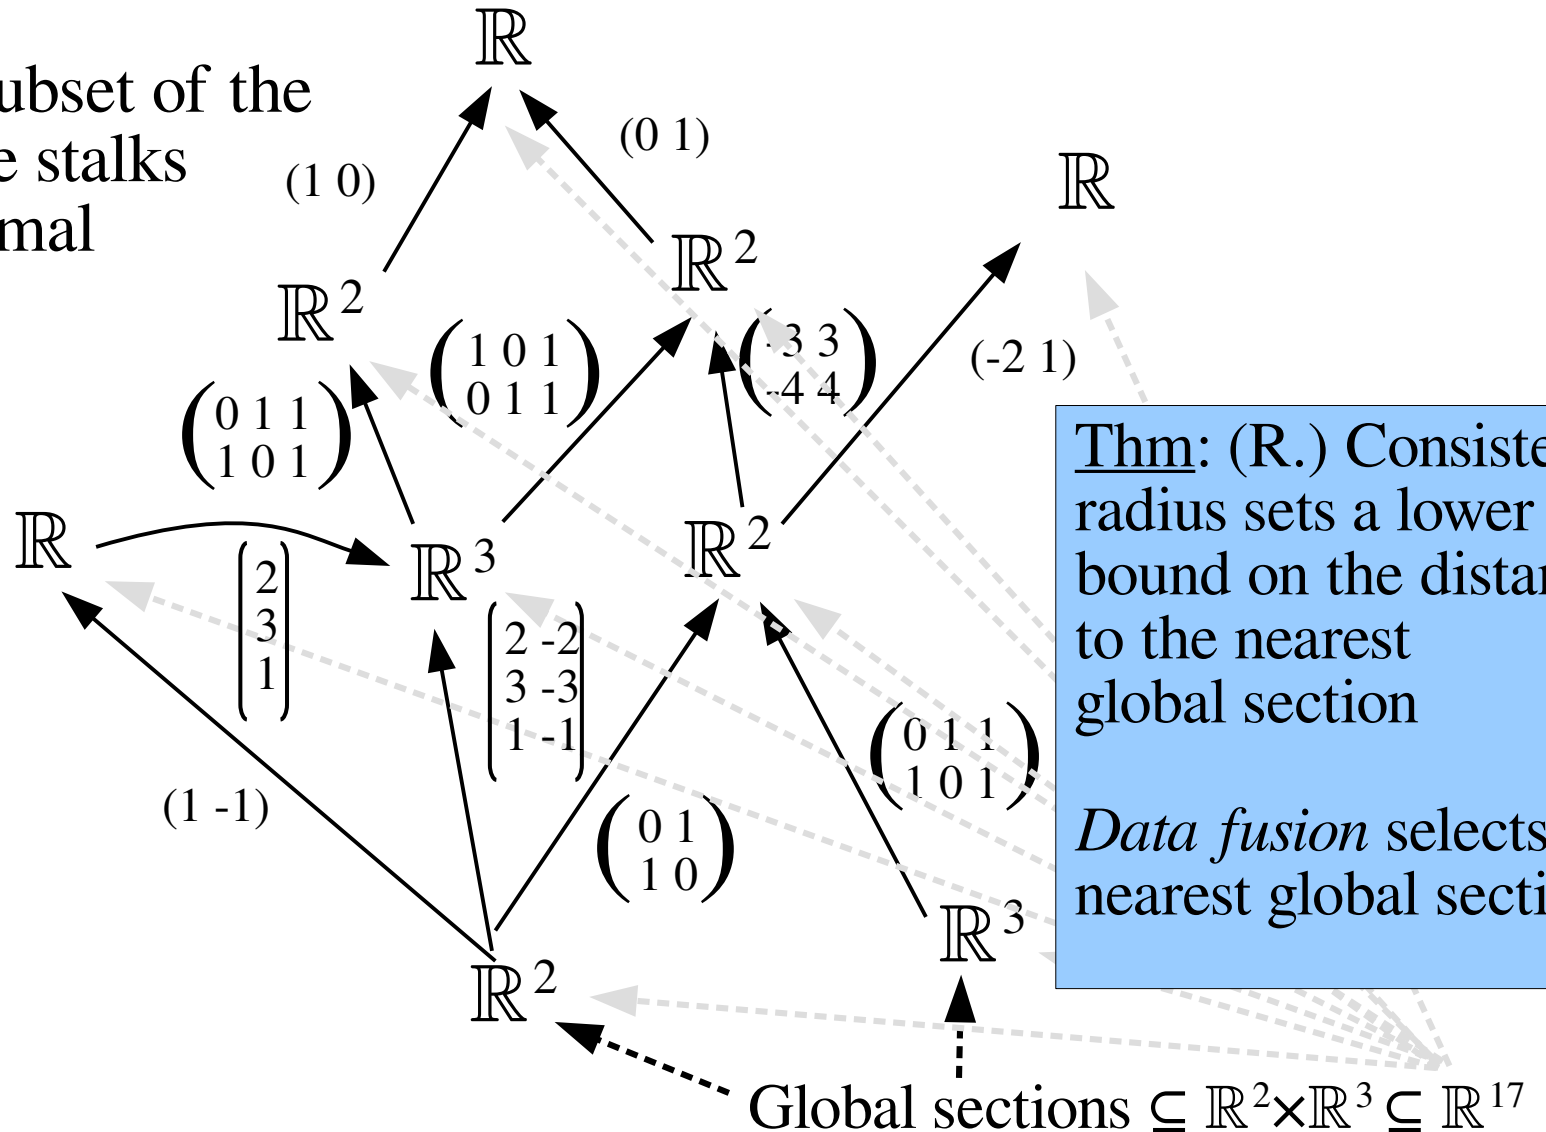 ℝ
ubset of the
e stalks
mal
(1 0)
(0 1)
ℝ
ℝ²
ℝ²
(1 0 1
0 1 1)
(-3 3
-4 4)
(-2 1)
(0 1 1
1 0 1)
ℝ
(2
3
1)
ℝ³
ℝ²
(2 -2
3 -3
1 -1)
(1 -1)
(0 1
1 0)
(0 1 1
1 0 1)
ℝ²
ℝ³
Thm: (R.) Consiste
radius sets a lower
bound on the distan
to the nearest
global section
Data fusion selects
nearest global secti
Global sections ⊆ ℝ²×ℝ³ ⊆ ℝ¹⁷